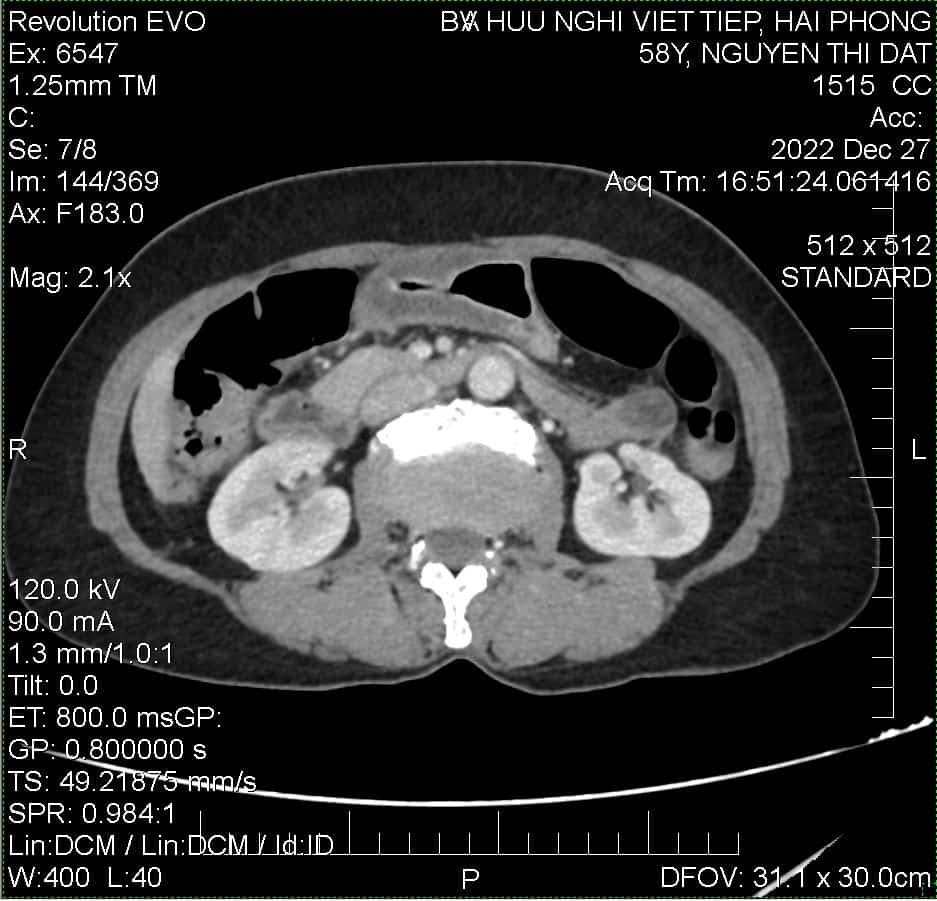 Revolution EVO
Ex: 6547
1.25mm TM
C:
Se: 7/8
Im: 144/369
Ax: F183.0
Mag: 2.1x
HUU NGHI VIET TIEP, HAI PHONG
58Y, NGUYEN THI DAT
1515 CC
Acc:
2022 Dec 27
Acq Tm: 16:51:24.061416
512 x 512
STANDARD
R
L
120.0 kV
90.0 mA
1.3 mm/1.0:1
Tilt: 0.0
ET: 800.0 msGP:
GP: 0.800000 s
TS: 49.21875 mm/s
SPR: 0.984:1
Lin:DCM / Lin:DCM / Id:ID
W:400 L:40
P
DFOV: 31.1 x 30.0cm